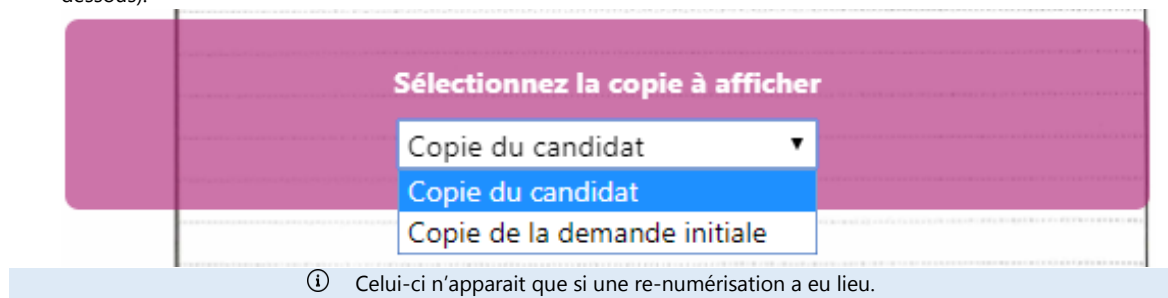 dessous).
Sélectionnez la copie à afficher
Copie du candidat ▼
Copie du candidat
Copie de la demande initiale
ⓘ Celui-ci n’apparait que si une re-numérisation a eu lieu.